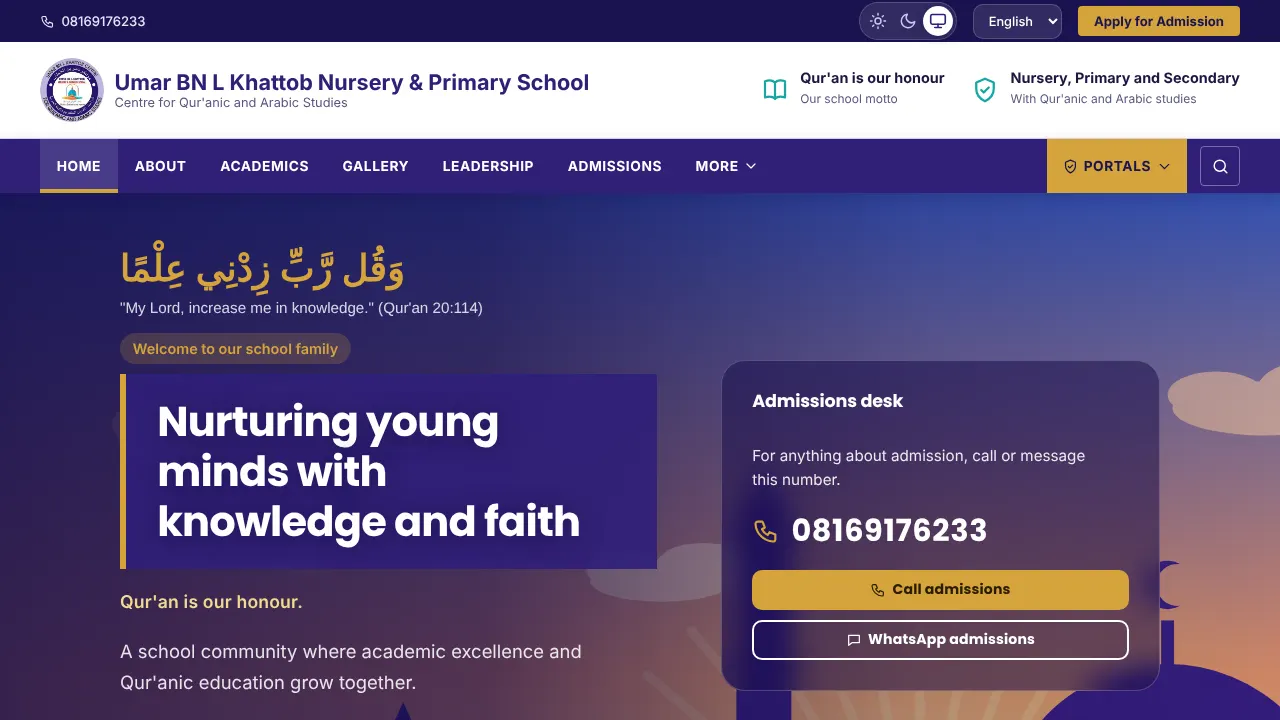 08169176233
English
Apply for Admission
Umar BN L Khattob Nursery & Primary School
Centre for Qur'anic and Arabic Studies
Qur'an is our honour
Our school motto
Nursery, Primary and Secondary
With Qur'anic and Arabic studies
HOME
ABOUT
ACADEMICS
GALLERY
LEADERSHIP
ADMISSIONS
MORE
PORTALS
وَقُل رَّبِّ زِدْنِي عِلْمًا
"My Lord, increase me in knowledge." (Qur'an 20:114)
Welcome to our school family
Nurturing young
minds with
knowledge and faith
Qur'an is our honour.
A school community where academic excellence and
Qur'anic education grow together.
Admissions desk
For anything about admission, call or message
this number.
08169176233
Call admissions
WhatsApp admissions